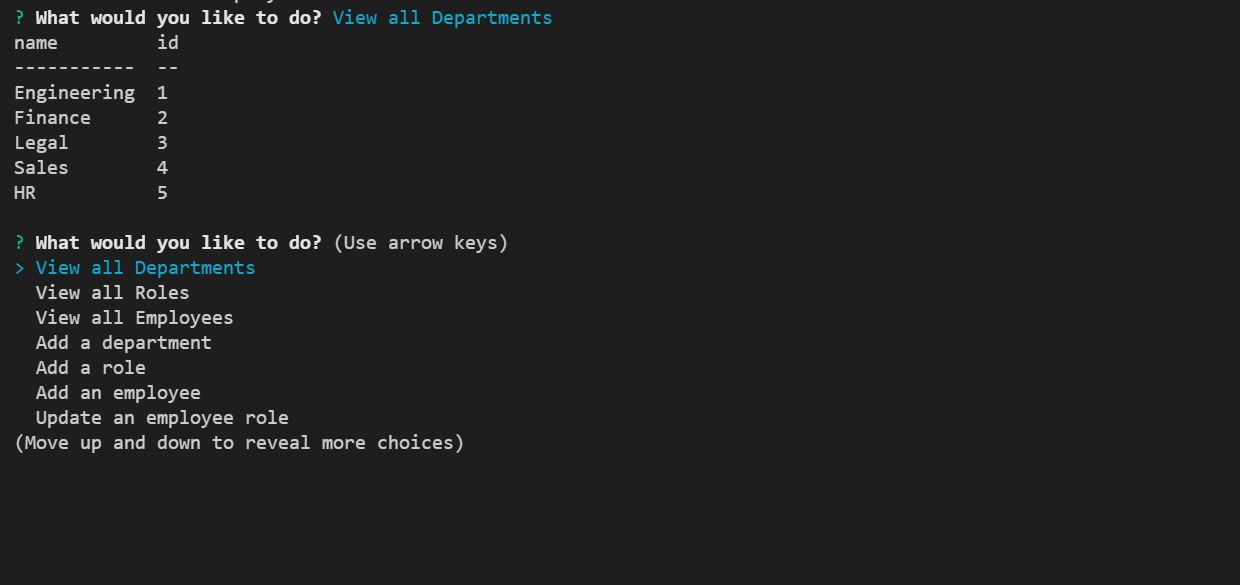 ? What would you like to do? View all Departments
name         id
-----------  --
Engineering  1
Finance      2
Legal        3
Sales        4
HR           5
? What would you like to do? (Use arrow keys)
> View all Departments
  View all Roles
  View all Employees
  Add a department
  Add a role
  Add an employee
  Update an employee role
(Move up and down to reveal more choices)